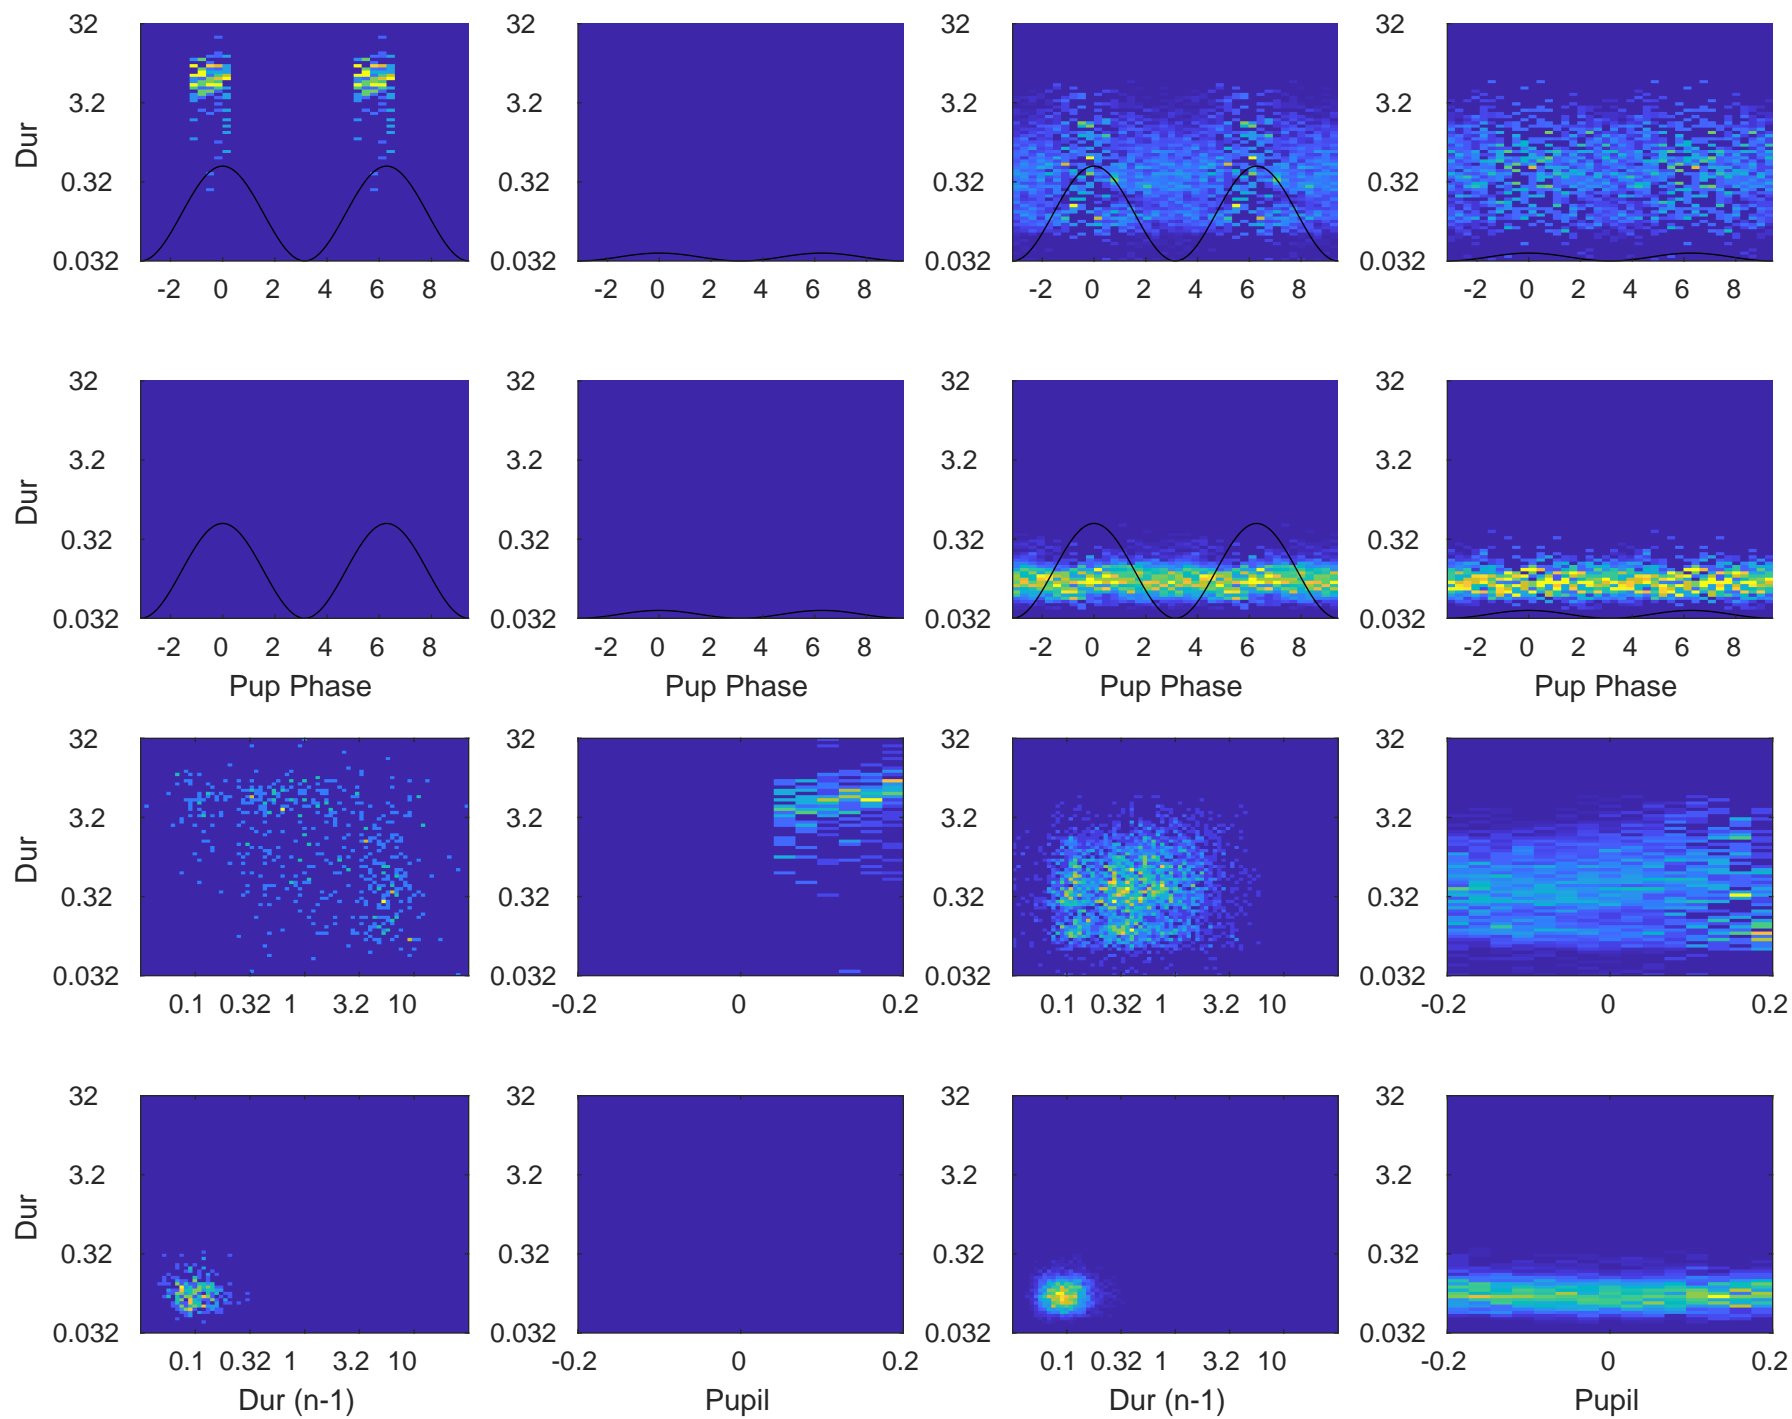 32 32 32 32
3.2 3.2 3.2 3.2
Dur
0.32 0.32 0.32 0.32
0.032 0.032 0.032 0.032
-2 0 2 4 6 8 -2 0 2 4 6 8 -2 0 2 4 6 8 -2 0 2 4 6 8
32 32 32 32
3.2 3.2 3.2 3.2
Dur
0.32 0.32 0.32 0.32
0.032 0.032 0.032 0.032
-2 0 2 4 6 8 -2 0 2 4 6 8 -2 0 2 4 6 8 -2 0 2 4 6 8
Pup Phase Pup Phase Pup Phase Pup Phase
32 32 32 32
3.2 3.2 3.2 3.2
Dur
0.32 0.32 0.32 0.32
0.032 0.032 0.032 0.032
0.1 0.32 1 3.2 10 -0.2 0 0.2 0.1 0.32 1 3.2 10 -0.2 0 0.2
32 32 32 32
3.2 3.2 3.2 3.2
Dur
0.32 0.32 0.32 0.32
0.032 0.032 0.032 0.032
0.1 0.32 1 3.2 10 -0.2 0 0.2 0.1 0.32 1 3.2 10 -0.2 0 0.2
Dur (n-1) Pupil Dur (n-1) Pupil